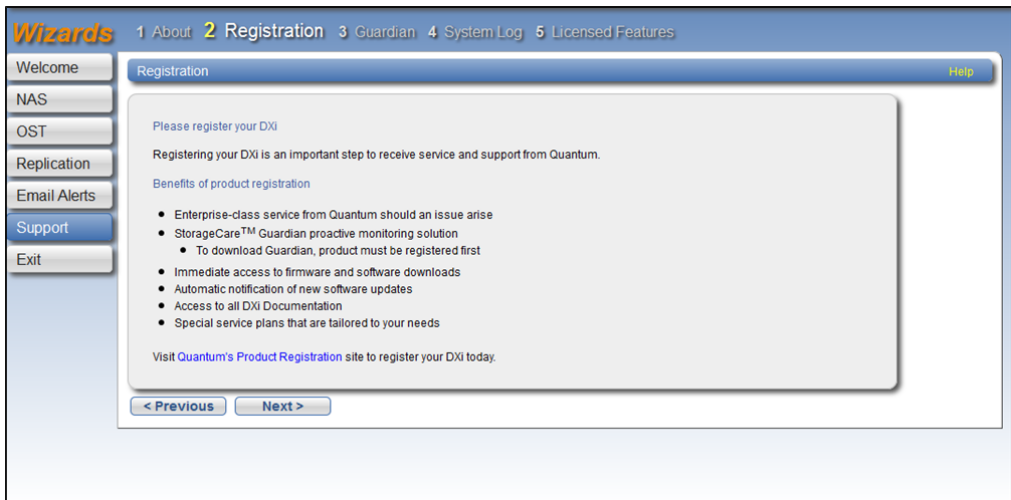 Wizards 1 About 2 Registration 3 Guardian 4 System Log 5 Licensed Features
Welcome
NAS
OST
Replication
Email Alerts
Support
Exit
Registration Help
Please register your DXi
Registering your DXi is an important step to receive service and support from Quantum.
Benefits of product registration
• Enterprise-class service from Quantum should an issue arise
• StorageCare™ Guardian proactive monitoring solution
• To download Guardian, product must be registered first
• Immediate access to firmware and software downloads
• Automatic notification of new software updates
• Access to all DXi Documentation
• Special service plans that are tailored to your needs
Visit Quantum's Product Registration site to register your DXi today.
< Previous Next >